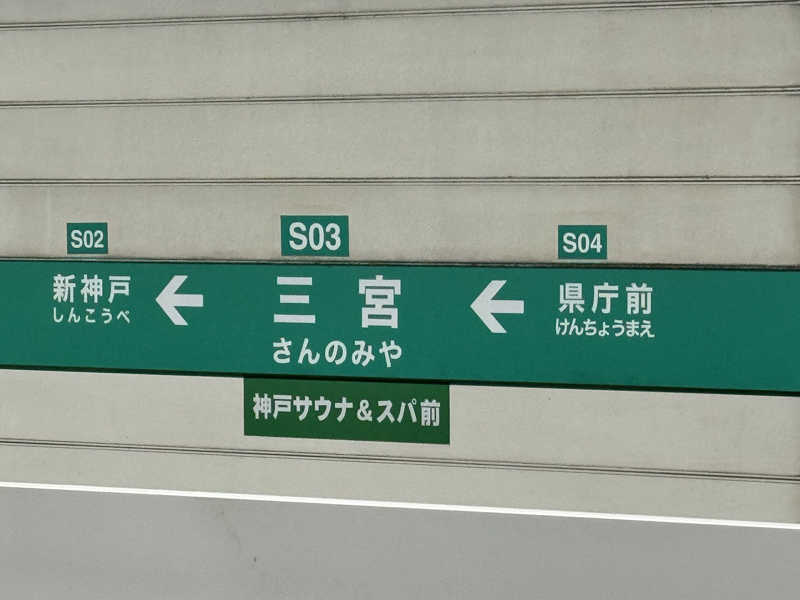 S02
S03
S04
新神戸
しんこうべ
←
三宮
さんのみや
←
県庁前
けんちょうまえ
神戸サウナ&スパ前